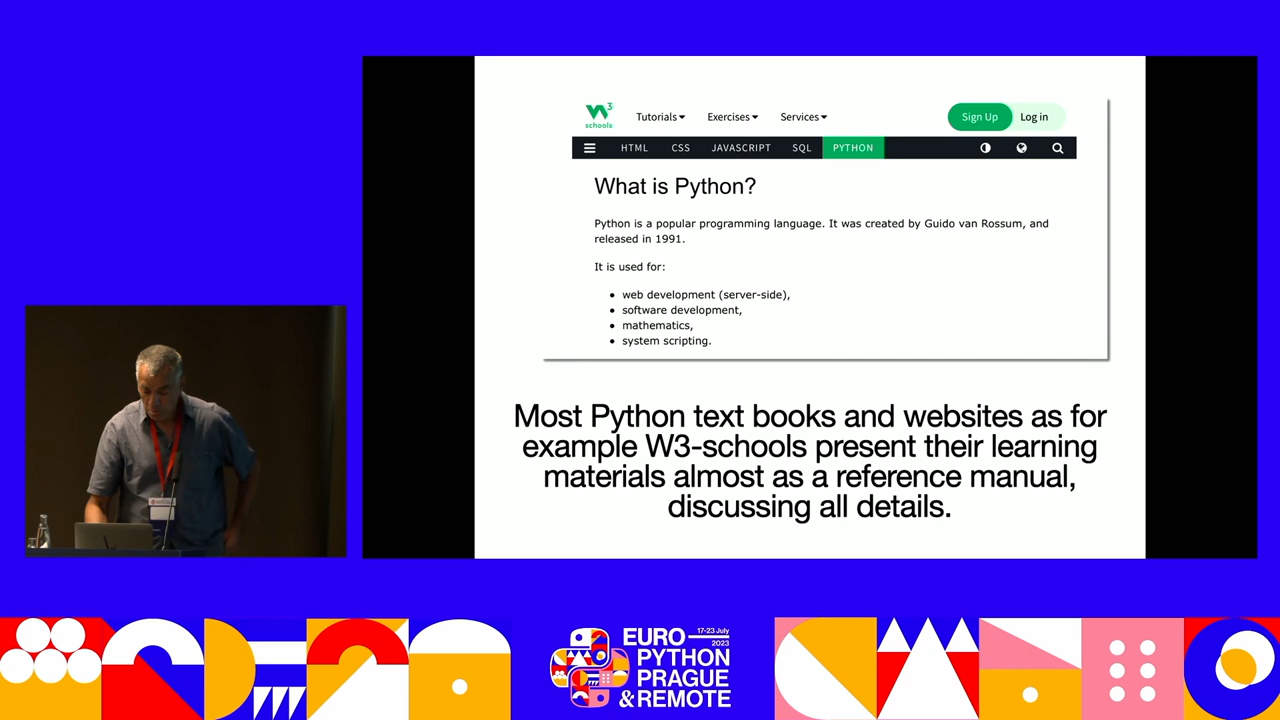 W3
schools
Tutorials Exercises Services Sign Up Log in
HTML CSS JAVASCRIPT SQL PYTHON
What is Python?
Python is a popular programming language. It was created by Guido van Rossum, and
released in 1991.
It is used for:
• web development (server-side),
• software development,
• mathematics,
• system scripting.
Most Python text books and websites as for
example W3-schools present their learning
materials almost as a reference manual,
discussing all details.
EURO 17-23 July
2023
PYTHON
PRAGUE
& REMOTE